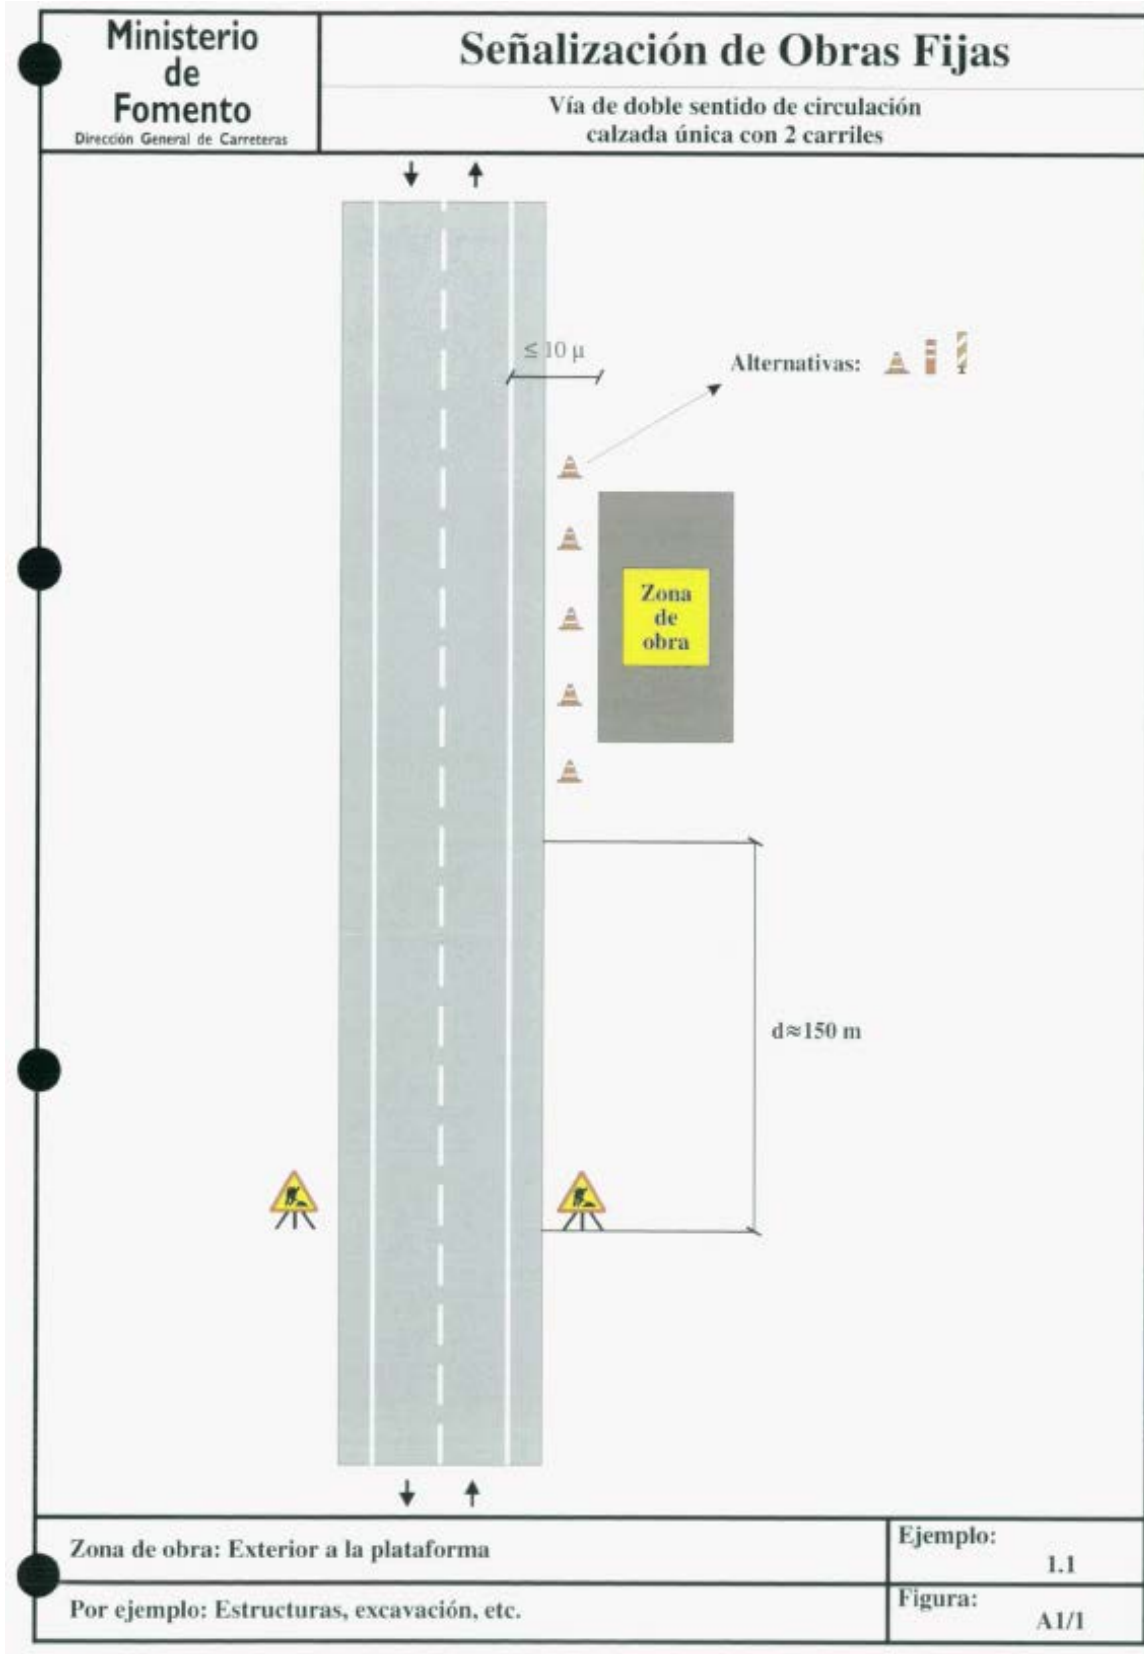 Ministerio
de
Fomento
Dirección General de Carreteras
Señalización de Obras Fijas
Vía de doble sentido de circulación
calzada única con 2 carriles
≤ 10 μ
Alternativas:
Zona
de
obra
d≈150 m
Zona de obra: Exterior a la plataforma
Ejemplo:
1.1
Por ejemplo: Estructuras, excavación, etc.
Figura:
A1/1